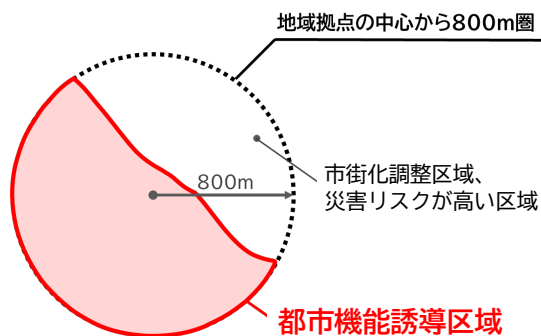 地域拠点の中心から800m圏
800m
市街化調整区域、
災害リスクが高い区域
都市機能誘導区域